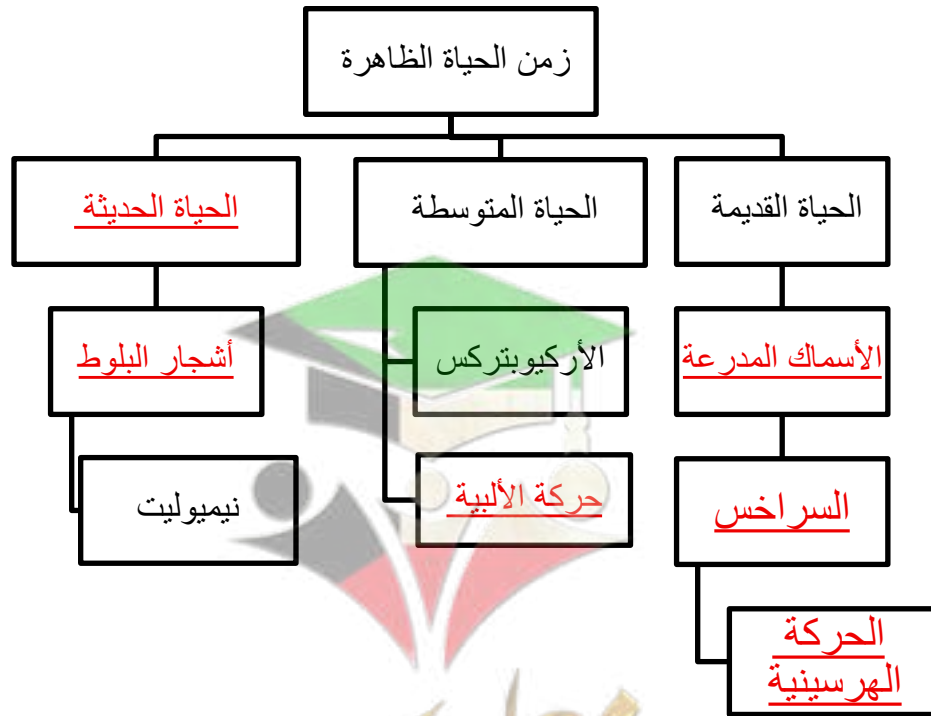 زمن الحياة الظاهرة
الحياة القديمة
الحياة المتوسطة
الحياة الحديثة
الأسماك المدرعة
الأركيوبتركس
أشجار البلوط
السراخس
حركة الألبية
نيميوليت
الحركة
الهرسينية